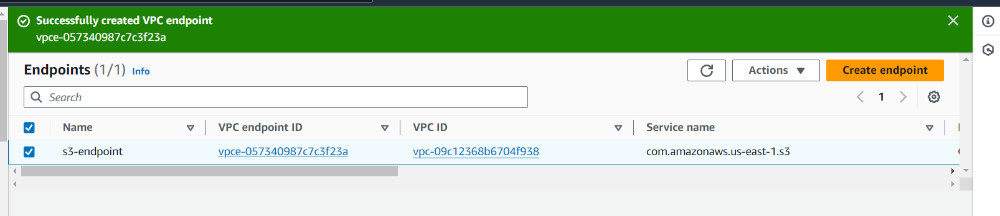 Successfully created VPC endpoint
vpce-057340987c7c3f23a
Endpoints (1/1) Info
Actions
Create endpoint
Search
1
Name VPC endpoint ID VPC ID Service name
s3-endpoint vpce-057340987c7c3f23a vpc-09c12368b6704f938 com.amazonaws.us-east-1.s3